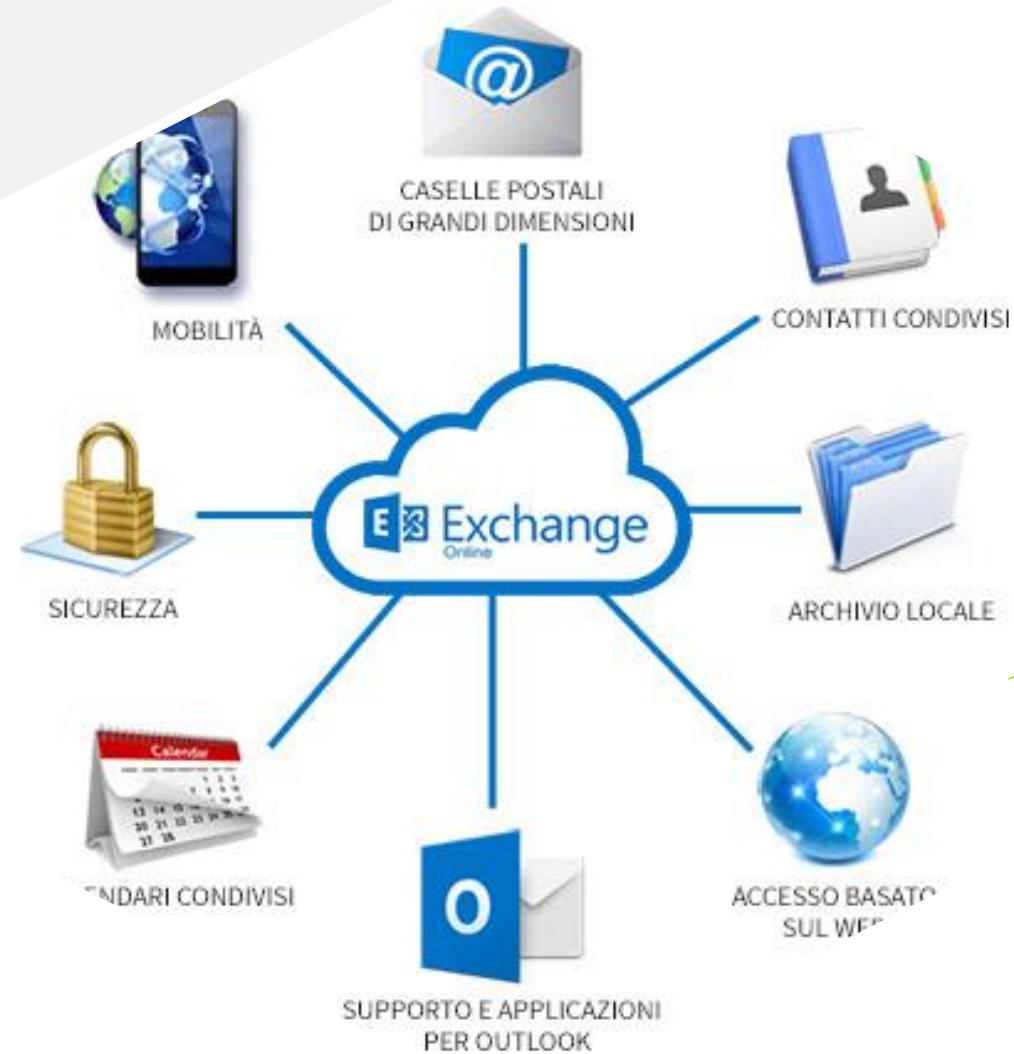 CASELLE POSTALI
DI GRANDI DIMENSIONI
MOBILITÀ
CONTATTI CONDIVISI
E Exchange
Online
SICUREZZA
ARCHIVIO LOCALE
Calendar
CONDIVISI
ACCESSO BASATO
SUL
O
SUPPORTO E APPLICAZIONI
PER OUTLOOK